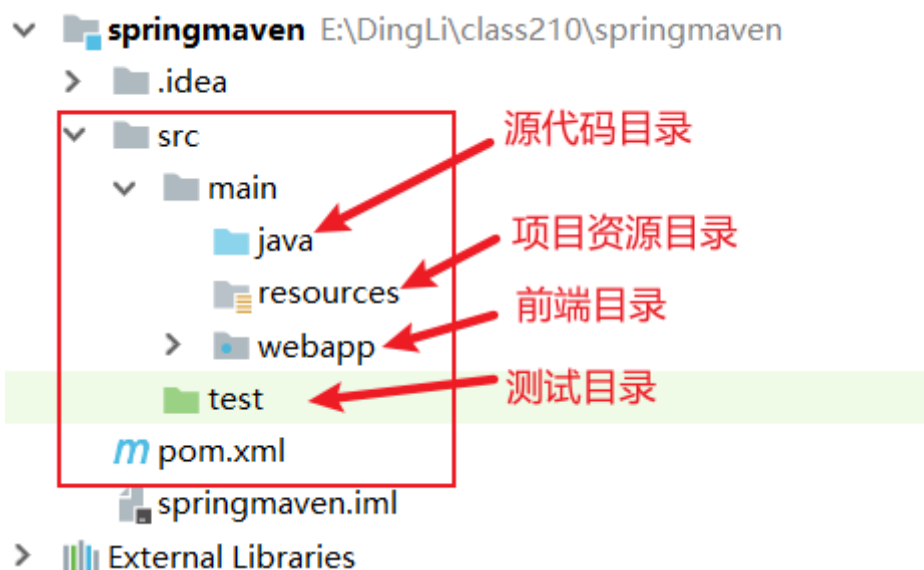 springmaven E:\DingLi\class210\springmaven
.idea
src
源代码目录
main
java
项目资源目录
resources
前端目录
webapp
测试目录
test
m pom.xml
springmaven.iml
External Libraries